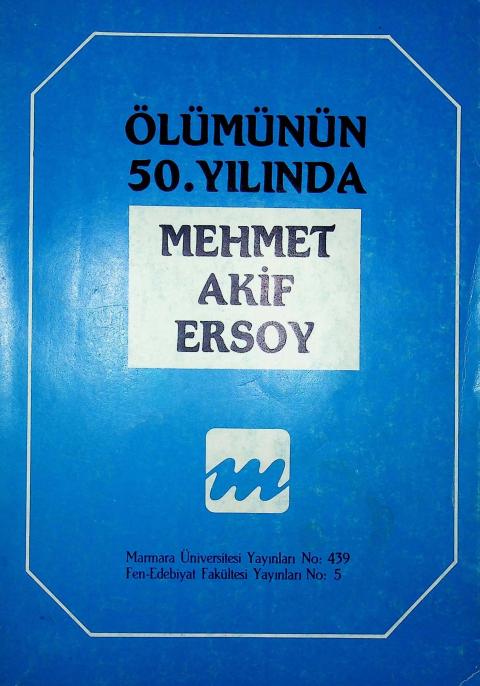 ÖLÜMÜNÜN
50.YILINDA
MEHMET
AKİF
ERSOY
m
Marmara Üniversitesi Yayınları No: 439
Fen-Edebiyat Fakültesi Yayınları No: 5